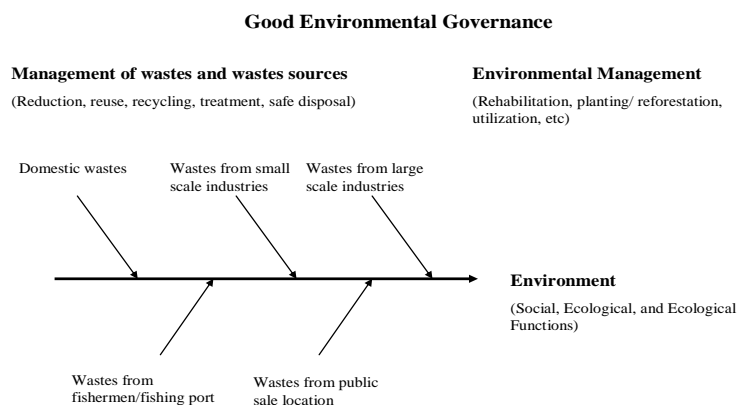 Good Environmental Governance
Management of wastes and wastes sources
(Reduction, reuse, recycling, treatment, safe disposal)
Environmental Management
(Rehabilitation, planting/ reforestation,
utilization, etc)
Domestic wastes
Wastes from small
scale industries
Wastes from large
scale industries
Environment
(Social, Ecological, and Ecological
Functions)
Wastes from
fishermen/fishing port
Wastes from public
sale location